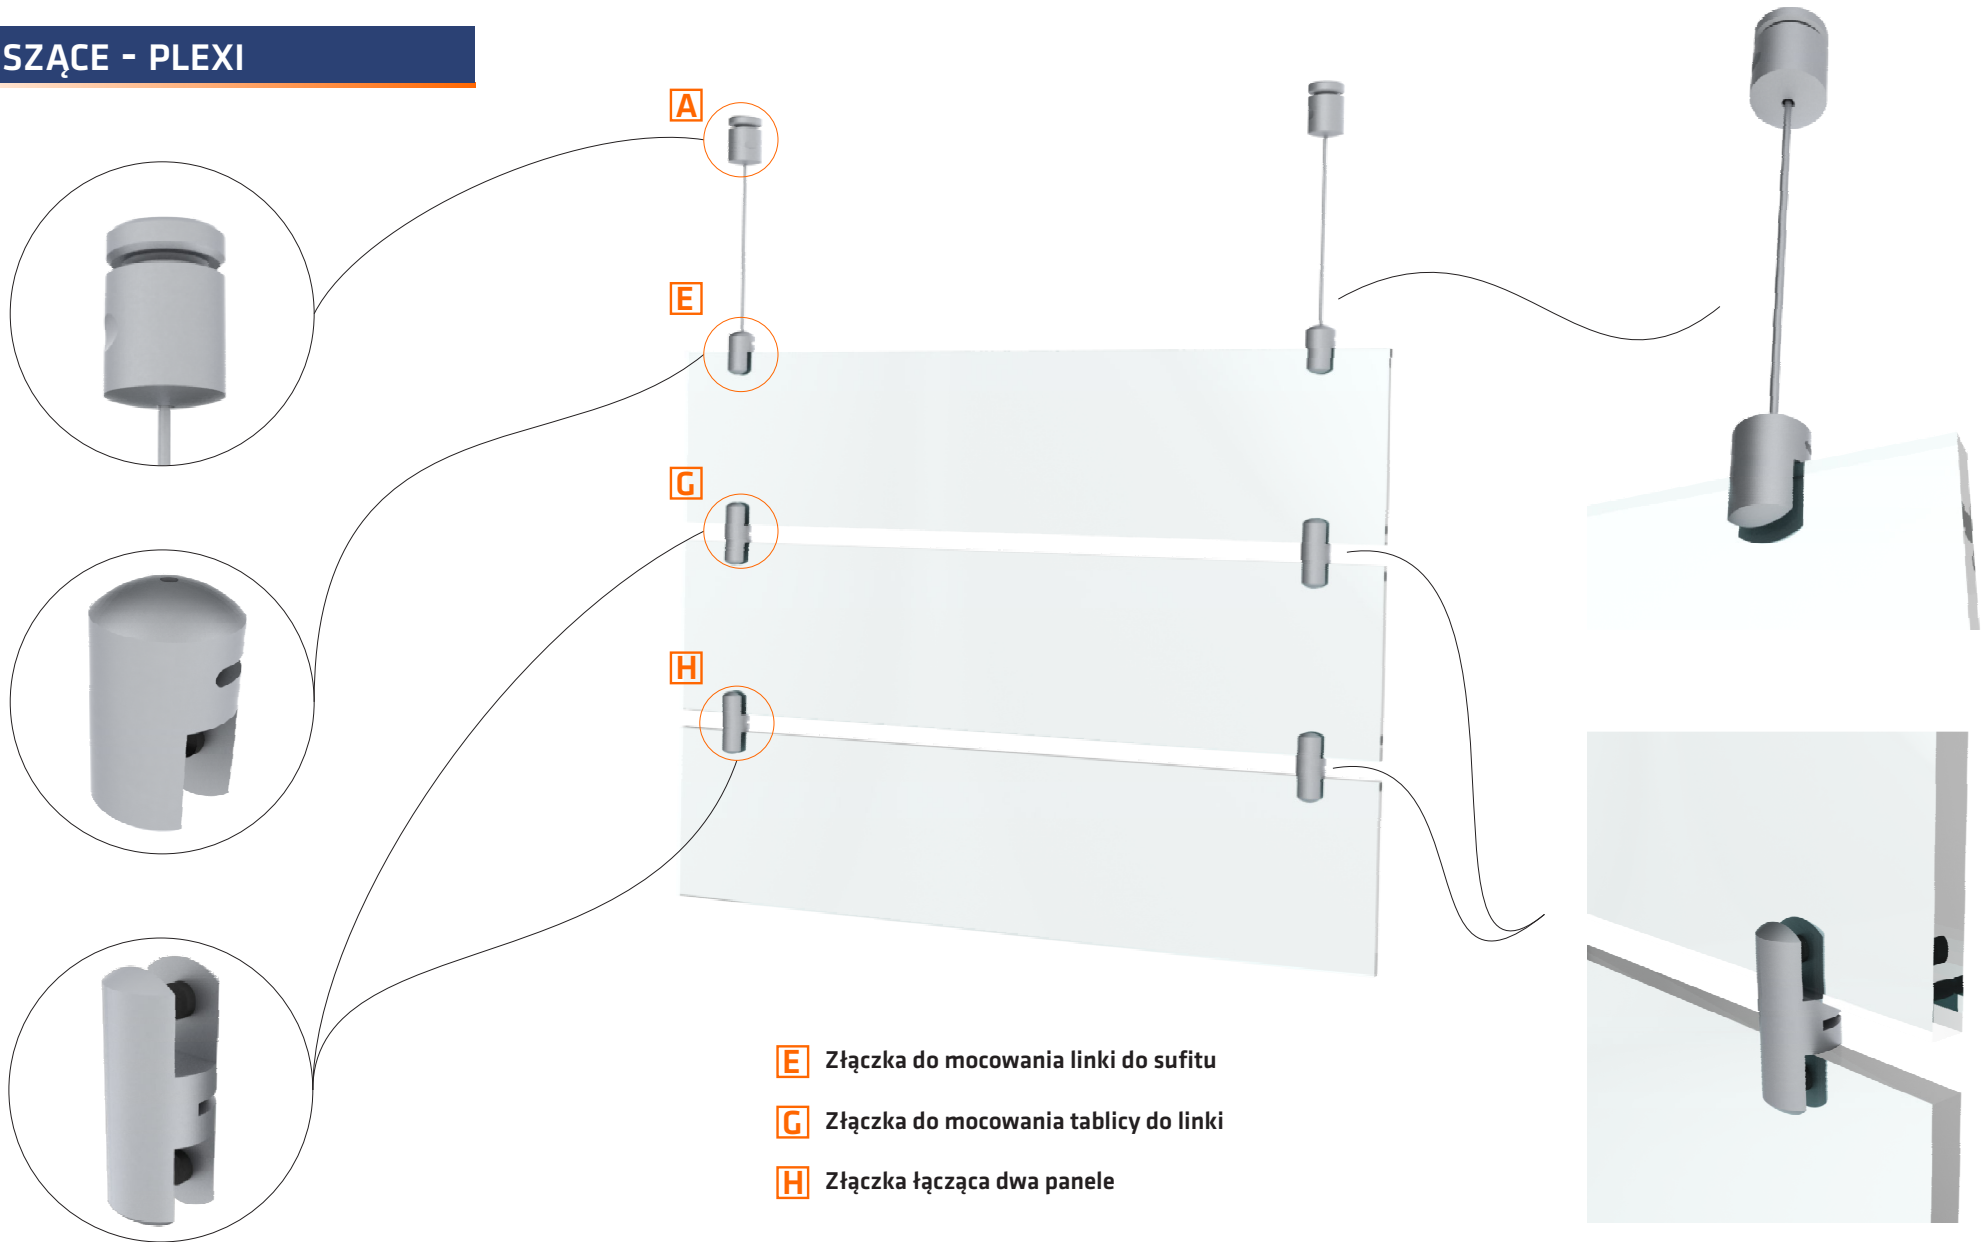 SZĄCE - PLEXI
A
E
G
H
E Złączka do mocowania linki do sufitu
G Złączka do mocowania tablicy do linki
H Złączka łącząca dwa panele